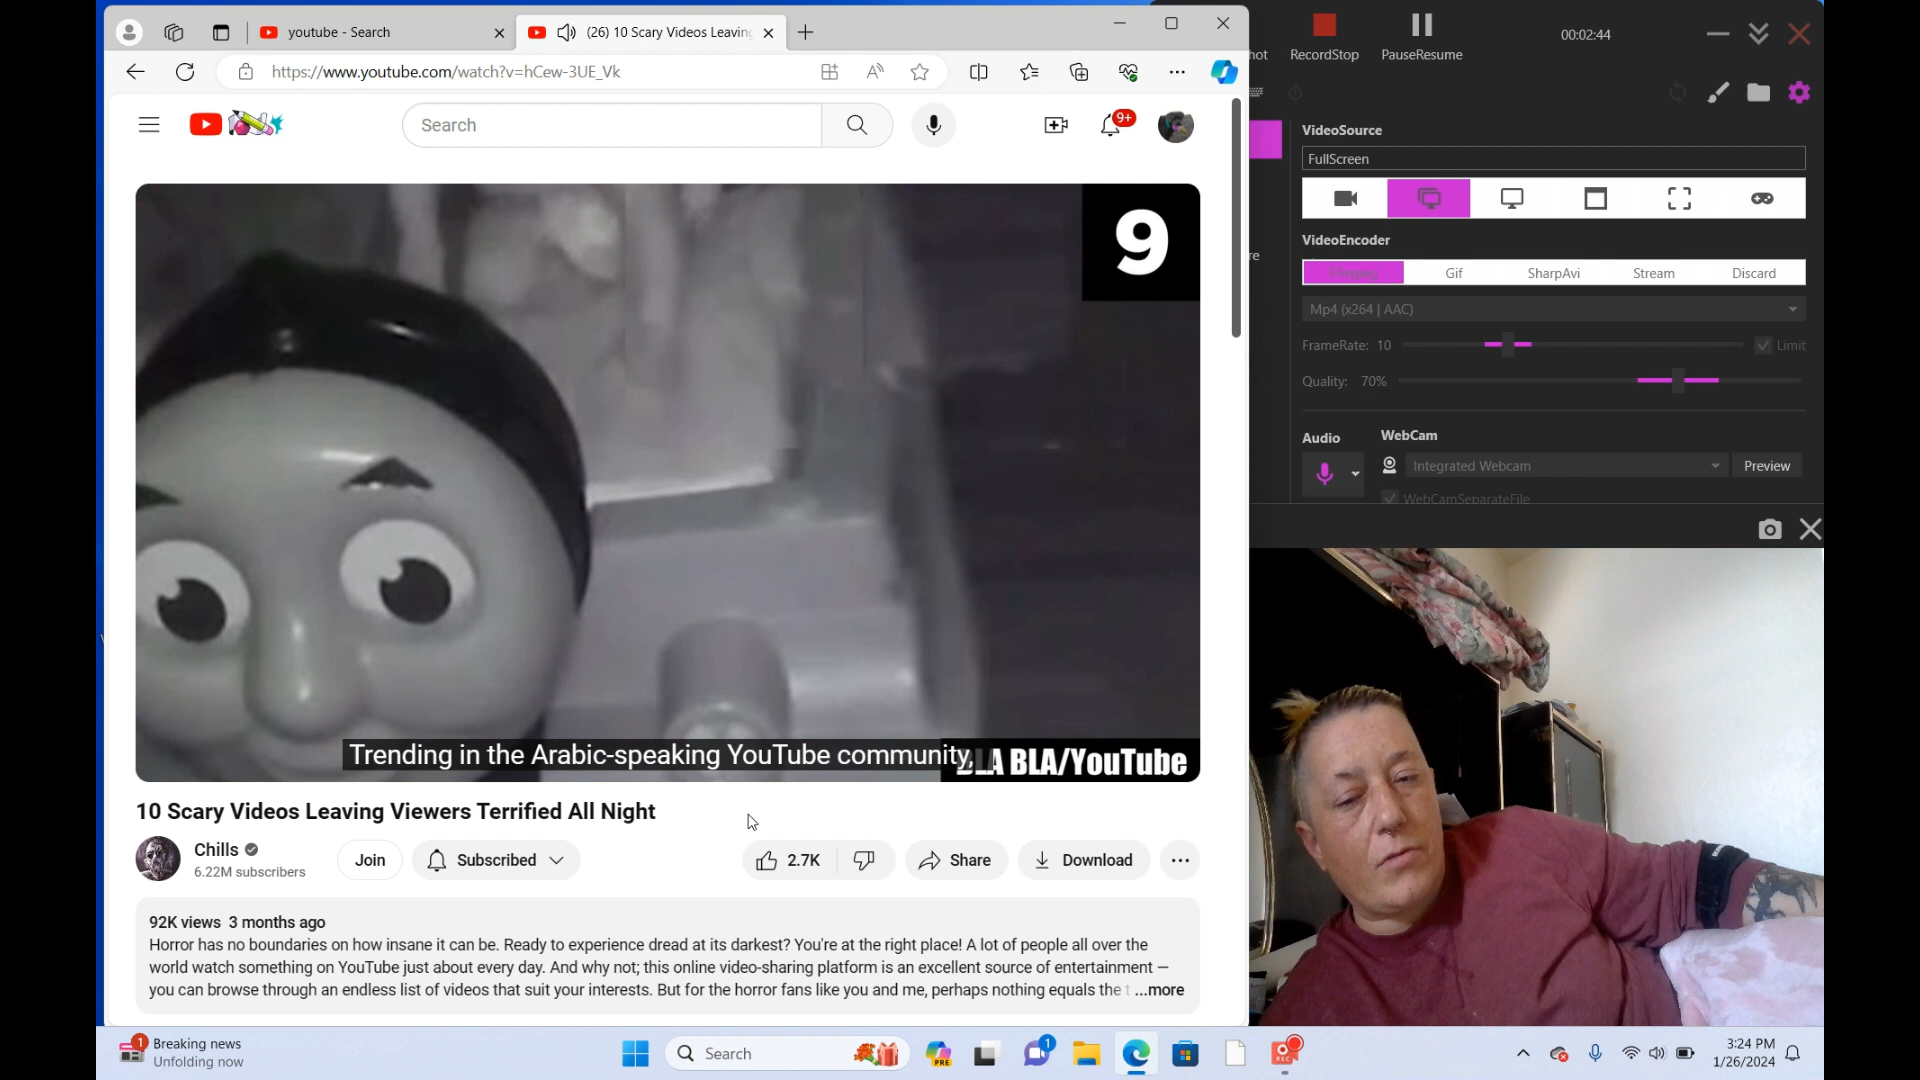 youtube - Search
(26) 10 Scary Videos Leaving
https://www.youtube.com/watch?v=hCew-3UE_Vk
Search
9+
9
Trending in the Arabic-speaking YouTube community,
BLA/YouTube
10 Scary Videos Leaving Viewers Terrified All Night
Chills
6.22M subscribers
Join
Subscribed
2.7K
Share
Download
92K views 3 months ago
Horror has no boundaries on how insane it can be. Ready to experience dread at its darkest? You're at the right place! A lot of people all over the
world watch something on YouTube just about every day. And why not; this online video-sharing platform is an excellent source of entertainment —
you can browse through an endless list of videos that suit your interests. But for the horror fans like you and me, perhaps nothing equals the t ...more
hot
RecordStop
PauseResume
00:02:44
re
VideoSource
FullScreen
VideoEncoder
Gif
SharpAvi
Stream
Discard
Mp4 (x264 | AAC)
FrameRate: 10
Limit
Quality: 70%
Audio
WebCam
Integrated Webcam
Preview
WebCamSeparateFile
1
Breaking news
Unfolding now
Search
PRE
1
REC
3:24 PM
1/26/2024